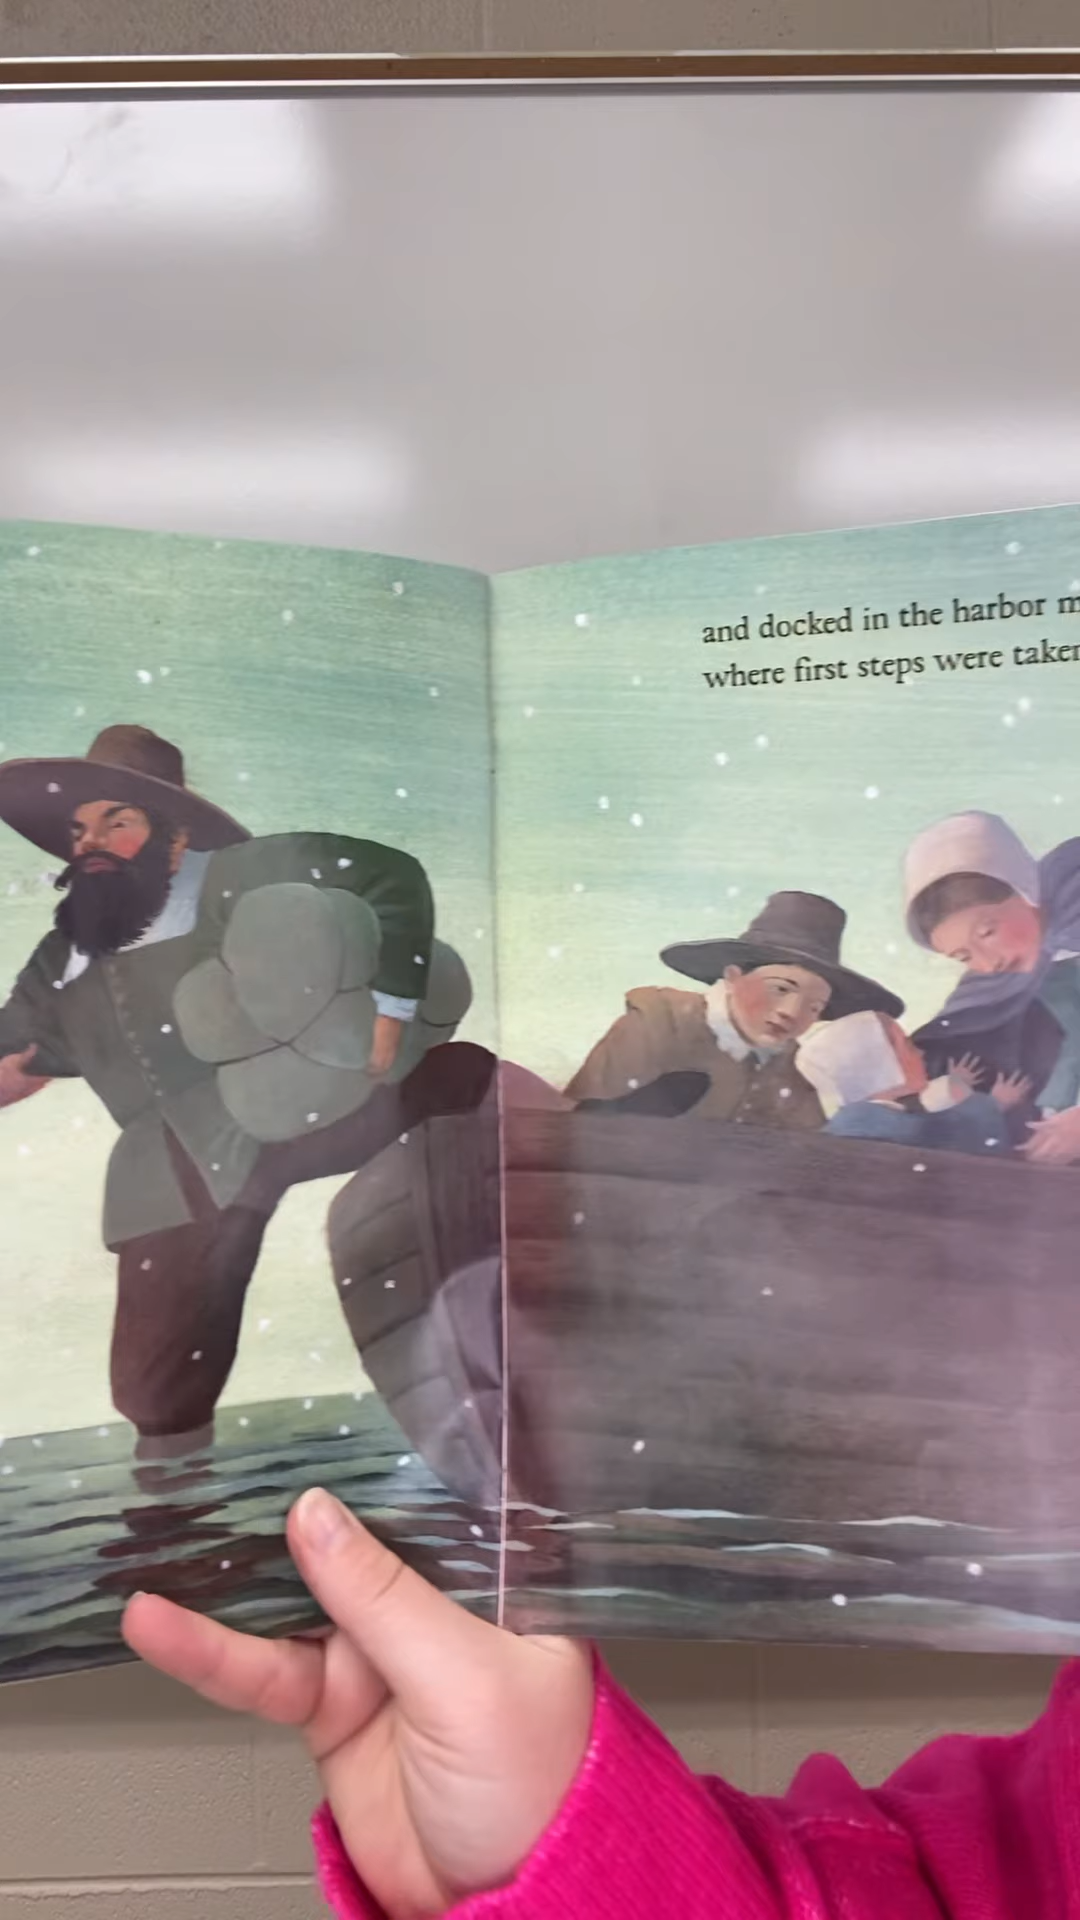 and docked in the harbor
where first steps were taken